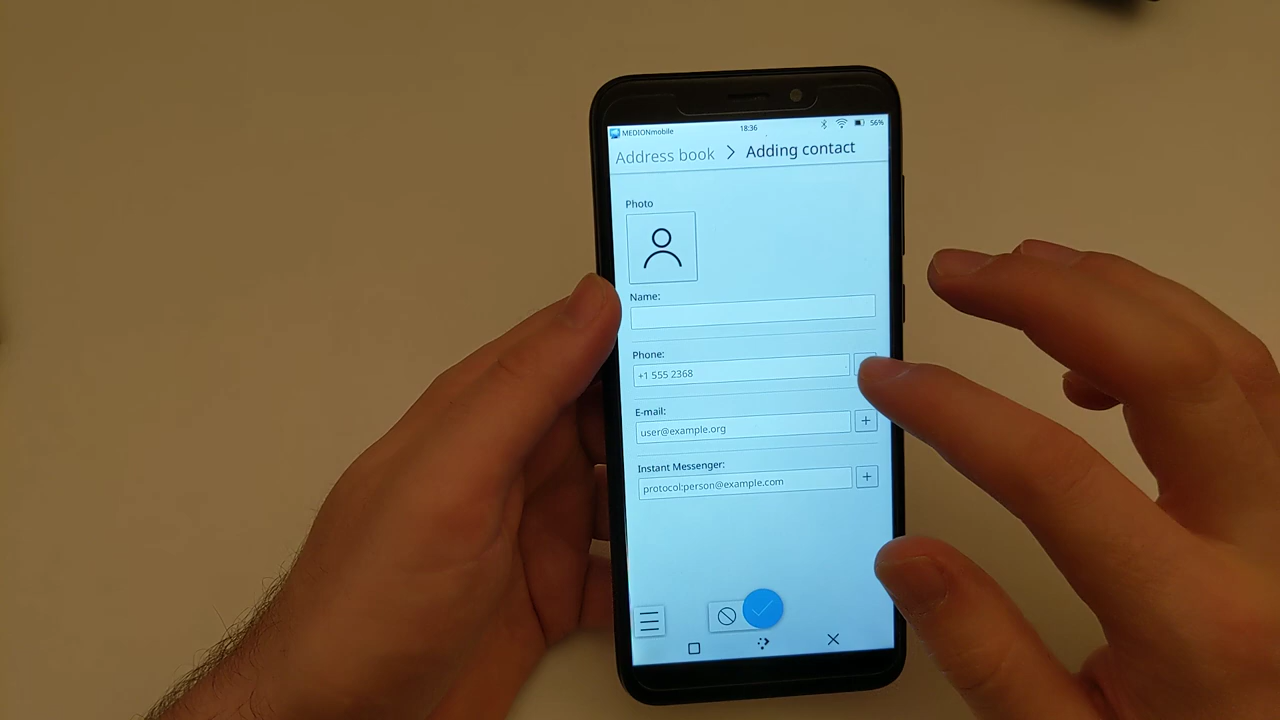 MEDIONmobile 18:36 56%
Address book > Adding contact
Photo
Name:
Phone:
+1 555 2368
E-mail:
user@example.org
+
Instant Messenger:
protocol:person@example.com
+